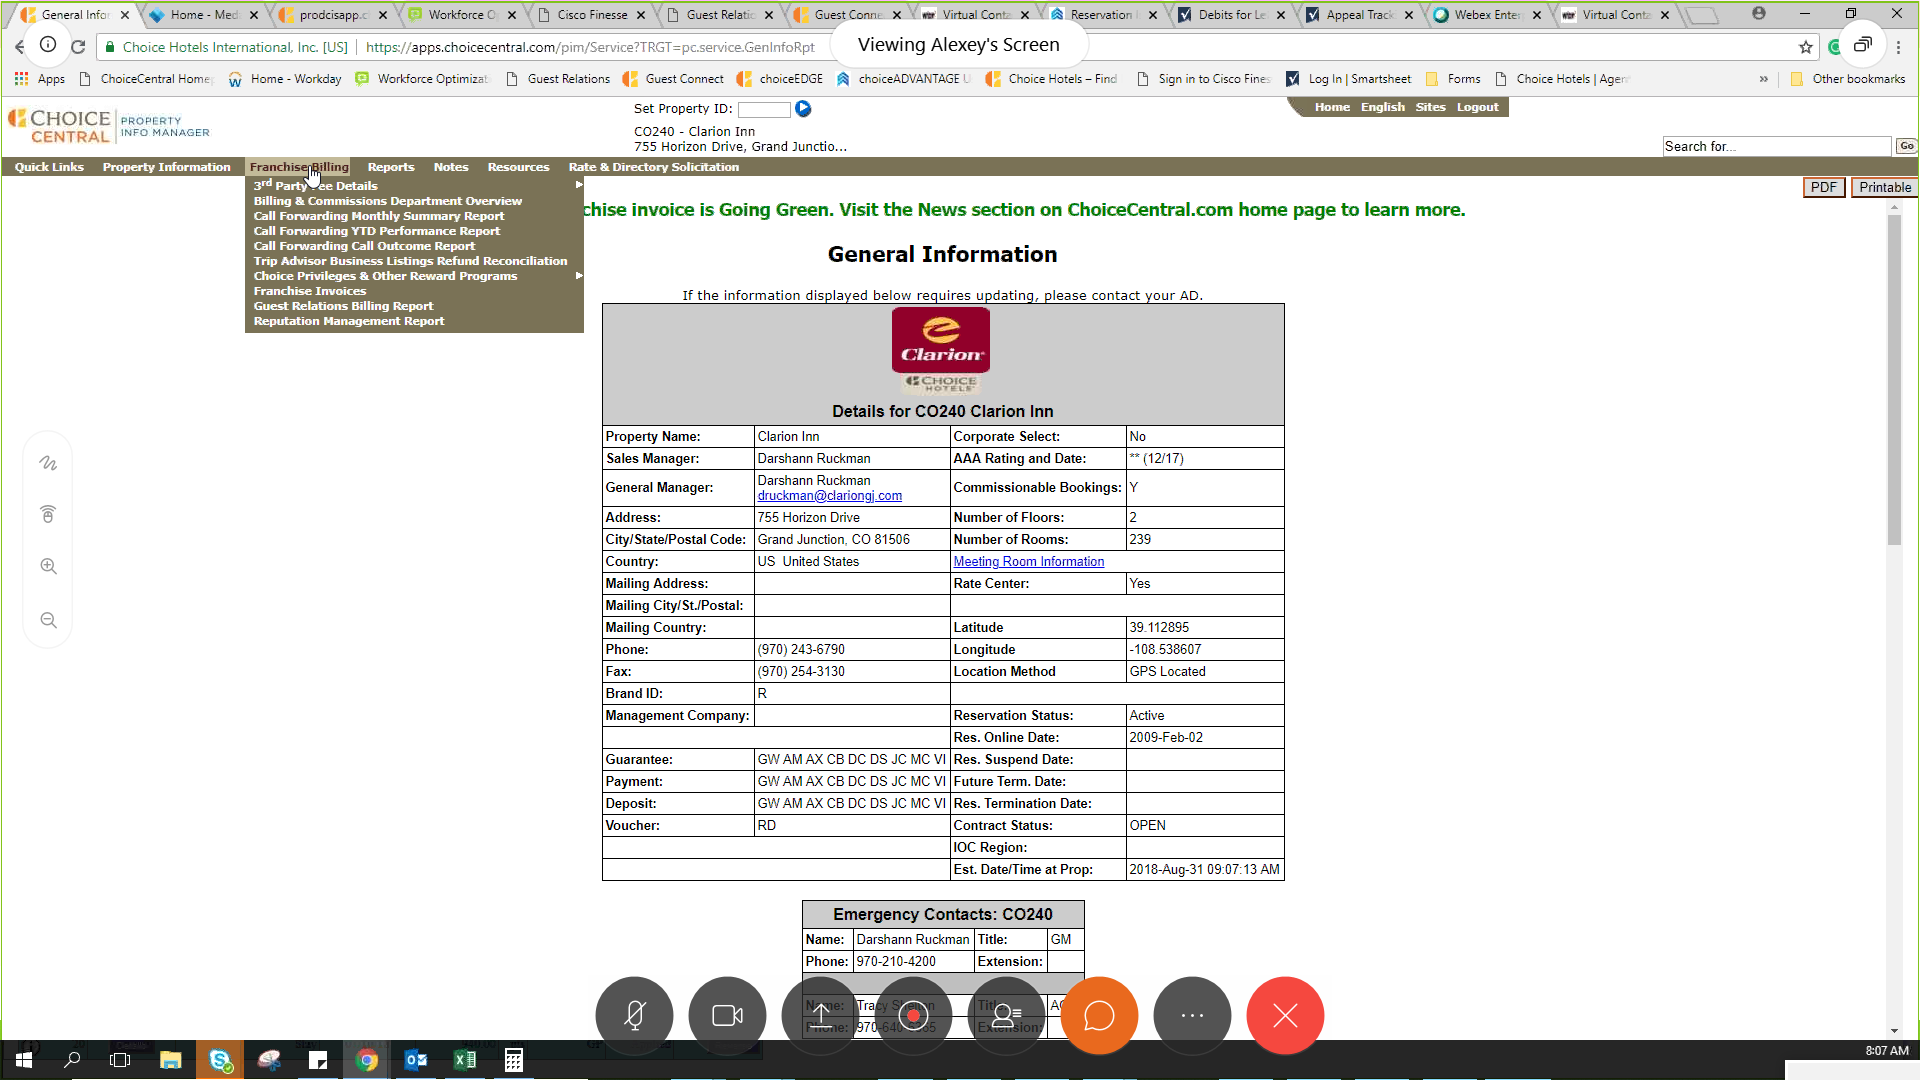 General Infor
Home - Med
prodcisapp.c
Workforce O
Cisco Finesse
Guest Relatio
Guest Conne
Virtual Conta
Reservation
Debits for Le
Appeal Track
Webex Enter
Virtual Conta
Choice Hotels International, Inc. [US]
https://apps.choicecentral.com/pim/Service?TRGT=pc.service.GenInfoRpt
Viewing Alexey's Screen
Apps
ChoiceCentral Home
Home - Workday
Workforce Optimizat
Guest Relations
Guest Connect
choiceEDGE
choiceADVANTAGE U
Choice Hotels – Find
Sign in to Cisco Fines
Log In | Smartsheet
Forms
Choice Hotels | Agen
»
Other bookmarks
CHOICE CENTRAL
PROPERTY INFO MANAGER
Set Property ID:
CO240 - Clarion Inn
755 Horizon Drive, Grand Junctio...
Home English Sites Logout
Search for...
Go
Quick Links Property Information Franchise Billing Reports Notes Resources Rate & Directory Solicitation
3rd Party Fee Details
Billing & Commissions Department Overview
Call Forwarding Monthly Summary Report
Call Forwarding YTD Performance Report
Call Forwarding Call Outcome Report
Trip Advisor Business Listings Refund Reconciliation
Choice Privileges & Other Reward Programs
Franchise Invoices
Guest Relations Billing Report
Reputation Management Report
PDF
Printable
chise invoice is Going Green. Visit the News section on ChoiceCentral.com home page to learn more.
General Information
If the information displayed below requires updating, please contact your AD.
Clarion
CHOICE
HOTELS
Details for CO240 Clarion Inn
Property Name: Clarion Inn Corporate Select: No
Sales Manager: Darshann Ruckman AAA Rating and Date: ** (12/17)
General Manager: Darshann Ruckman druckman@clariongj.com Commissionable Bookings: Y
Address: 755 Horizon Drive Number of Floors: 2
City/State/Postal Code: Grand Junction, CO 81506 Number of Rooms: 239
Country: US United States Meeting Room Information
Mailing Address: Rate Center: Yes
Mailing City/St./Postal:
Mailing Country: Latitude 39.112895
Phone: (970) 243-6790 Longitude -108.538607
Fax: (970) 254-3130 Location Method GPS Located
Brand ID: R
Management Company: Reservation Status: Active
Res. Online Date: 2009-Feb-02
Guarantee: GW AM AX CB DC DS JC MC VI Res. Suspend Date:
Payment: GW AM AX CB DC DS JC MC VI Future Term. Date:
Deposit: GW AM AX CB DC DS JC MC VI Res. Termination Date:
Voucher: RD Contract Status: OPEN
IOC Region:
Est. Date/Time at Prop: 2018-Aug-31 09:07:13 AM
Emergency Contacts: CO240
Name: Darshann Ruckman Title: GM
Phone: 970-210-4200 Extension:
Name: Tracy Title:
Phone: Extension:
8:07 AM